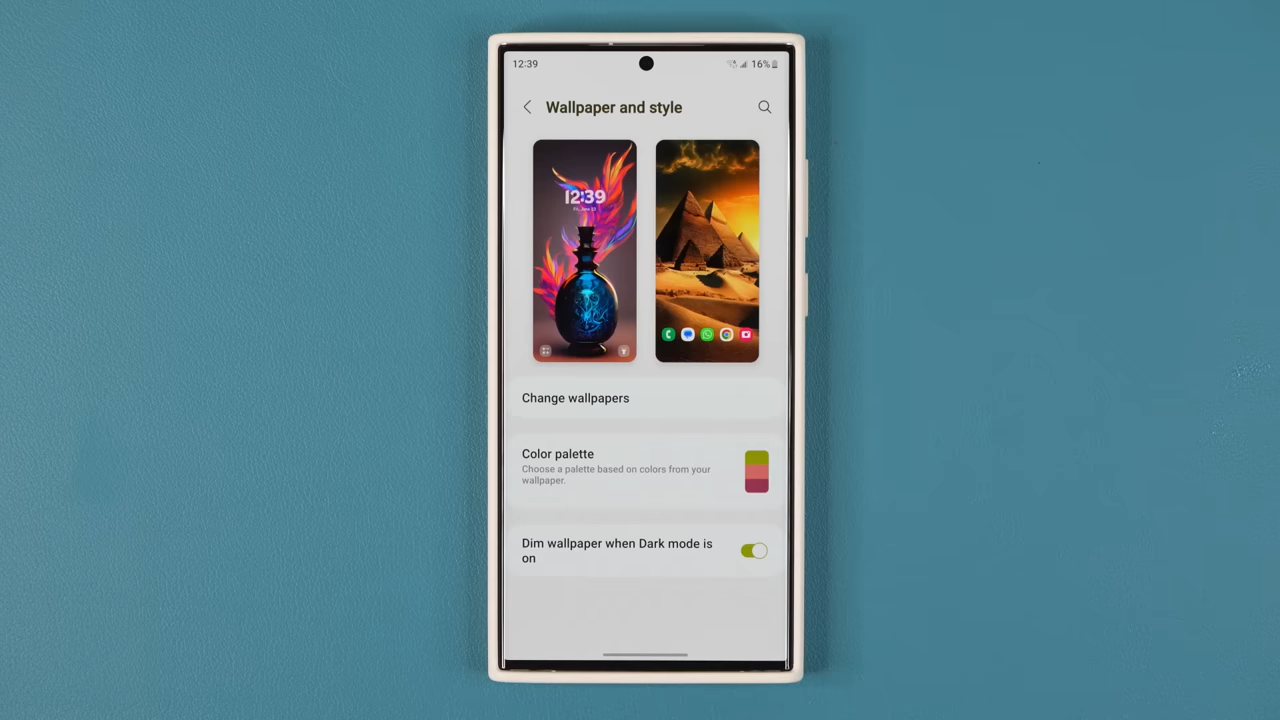 12:39
16%
Wallpaper and style
12:39
Change wallpapers
Color palette
Choose a palette based on colors from your
wallpaper.
Dim wallpaper when Dark mode is
on